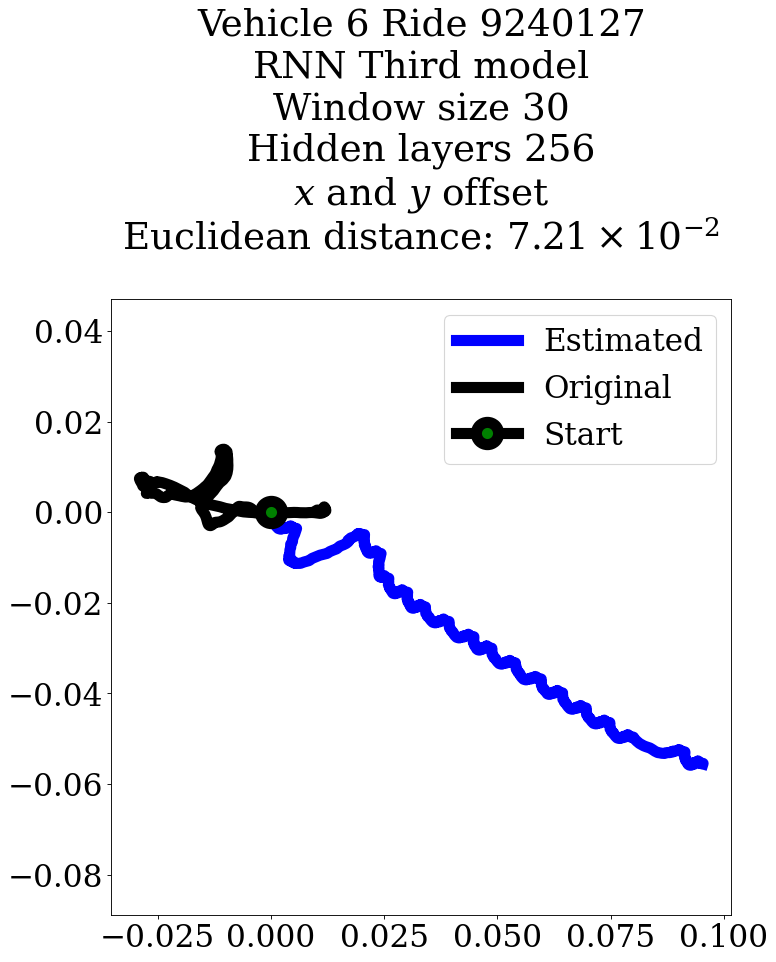 Vehicle 6 Ride 9240127
RNN Third model
Window size 30
Hidden layers 256
x and y offset
Euclidean distance: 7.21 × 10⁻²
Estimated
Original
Start
0.04
0.02
0.00
−0.02
−0.04
−0.06
−0.08
−0.025 0.000 0.025 0.050 0.075 0.100